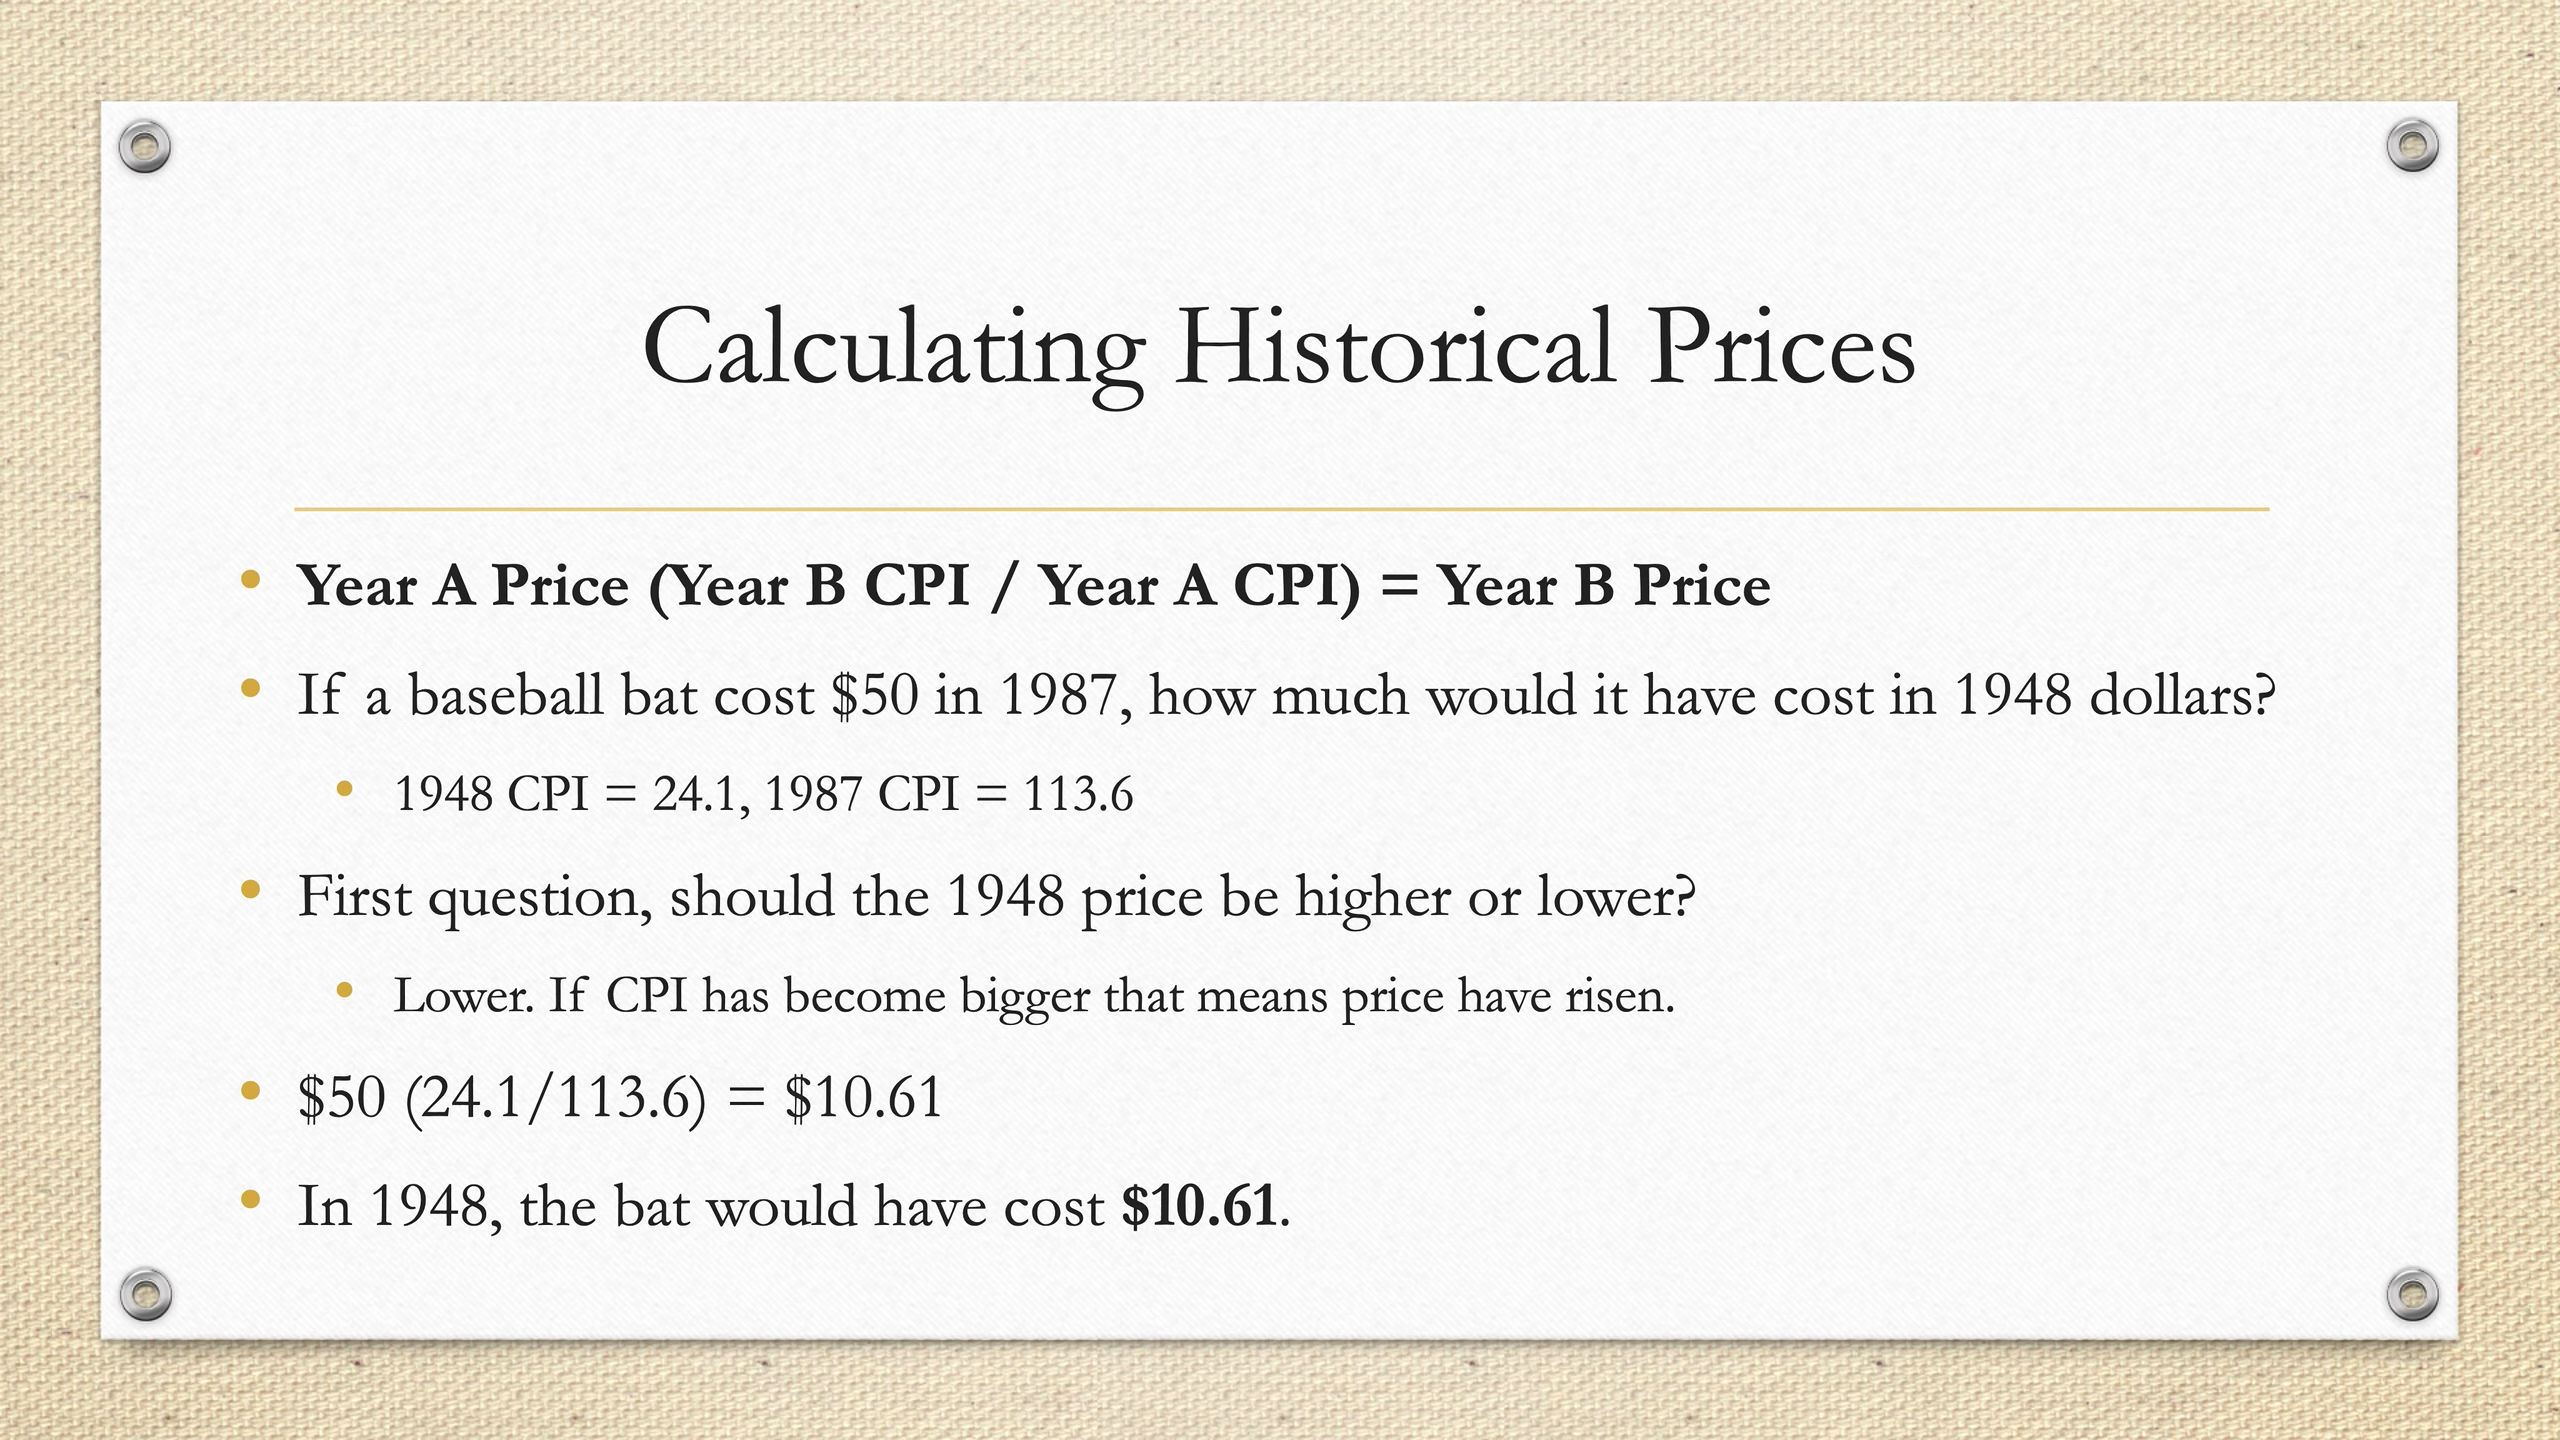 Calculating Historical Prices
• Year A Price (Year B CPI / Year A CPI) = Year B Price
• If a baseball bat cost $50 in 1987, how much would it have cost in 1948 dollars?
• 1948 CPI = 24.1, 1987 CPI = 113.6
• First question, should the 1948 price be higher or lower?
• Lower. If CPI has become bigger that means price have risen.
• $50 (24.1/113.6) = $10.61
• In 1948, the bat would have cost $10.61.